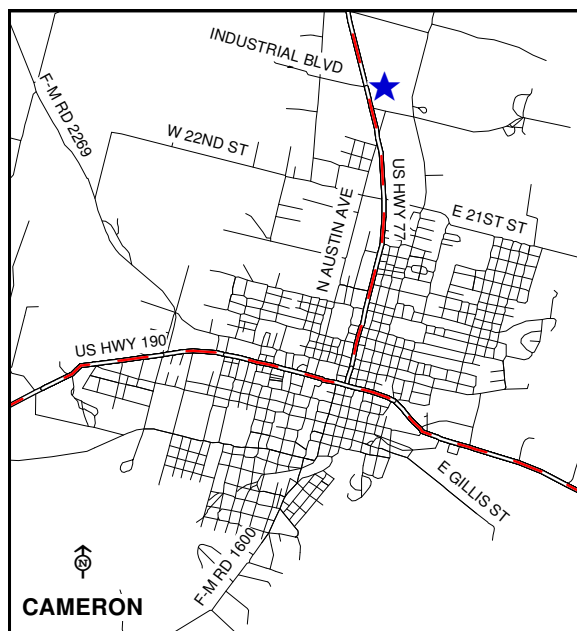 INDUSTRIAL BLVD
F-M RD 2269
W 22ND ST
US HWY 77
E 21ST ST
N AUSTIN AVE
US HWY 190
E GILLIS ST
F-M RD 1600
N
CAMERON